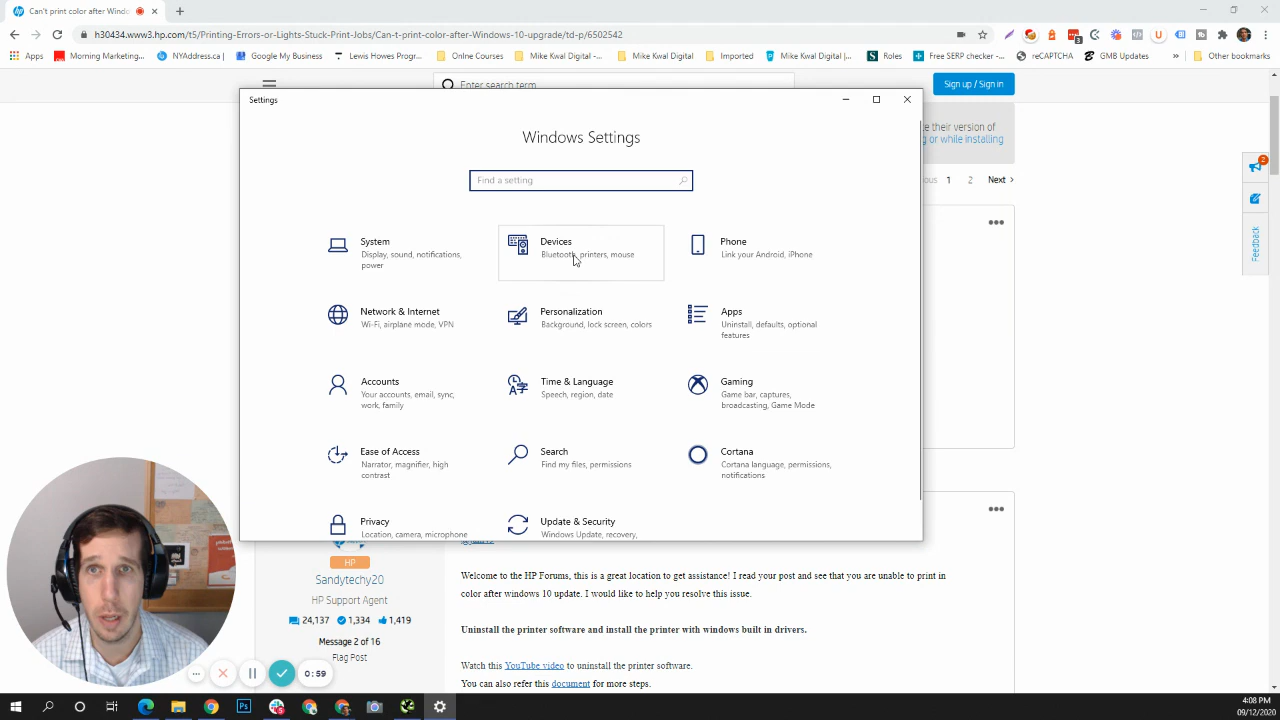 Can't print color after Windo
h30434.www3.hp.com/t5/Printing-Errors-or-Lights-Stuck-Print-Jobs/Can-t-print-color-after-Windows-10-upgrade/td-p/6502542
Apps
Morning Marketing...
NYAddress.ca |
Google My Business
Typical Powers Prog...
Online Courses
Mike Kwal Digital
Mike Kwal Digital
Imported
Mike Kwal Digital |...
Roles
Free SERP checker -...
reCAPTCHA
GMB Updates
»
Other bookmarks
Enter search term
Sign up / Sign in
Settings
e their version of
g or while installing
Windows Settings
2
Find a setting
ous 1 2 Next >
System
Display, sound, notifications,
power
Devices
Bluetooth, printers, mouse
Phone
Link your Android, iPhone
Feedback
Network & Internet
Wi-Fi, airplane mode, VPN
Personalization
Background, lock screen, colors
Apps
Uninstall, defaults, optional
features
Accounts
Your accounts, email, sync,
work, family
Time & Language
Speech, region, date
Gaming
Game bar, captures,
broadcasting, Game Mode
Ease of Access
Narrator, magnifier, high
contrast
Search
Find my files, permissions
Cortana
Cortana language, permissions,
notifications
Privacy
Location, camera, microphone
Update & Security
Windows Update, recovery,
HP
Sandytechy20
HP Support Agent
24,137 1,334 1,419
Message 2 of 16
Flag Post
Welcome to the HP Forums, this is a great location to get assistance! I read your post and see that you are unable to print in
color after windows 10 update. I would like to help you resolve this issue.
Uninstall the printer software and install the printer with windows built in drivers.
Watch this YouTube video to uninstall the printer software.
You can also refer this document for more steps.
0:59
4:08 PM
09/12/2020